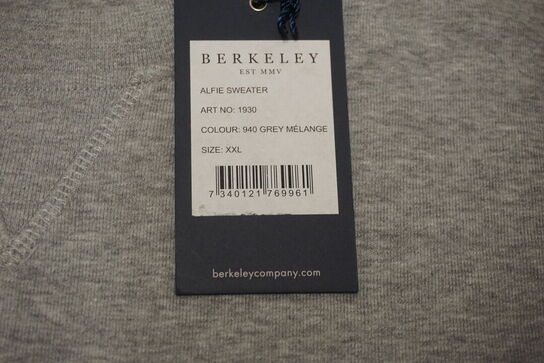 BERKELEY
EST MMV
ALFIE SWEATER
ART NO: 1930
COLOUR: 940 GREY MÉLANGE
SIZE: XXL
7 340121 769961
berkeleycompany.com